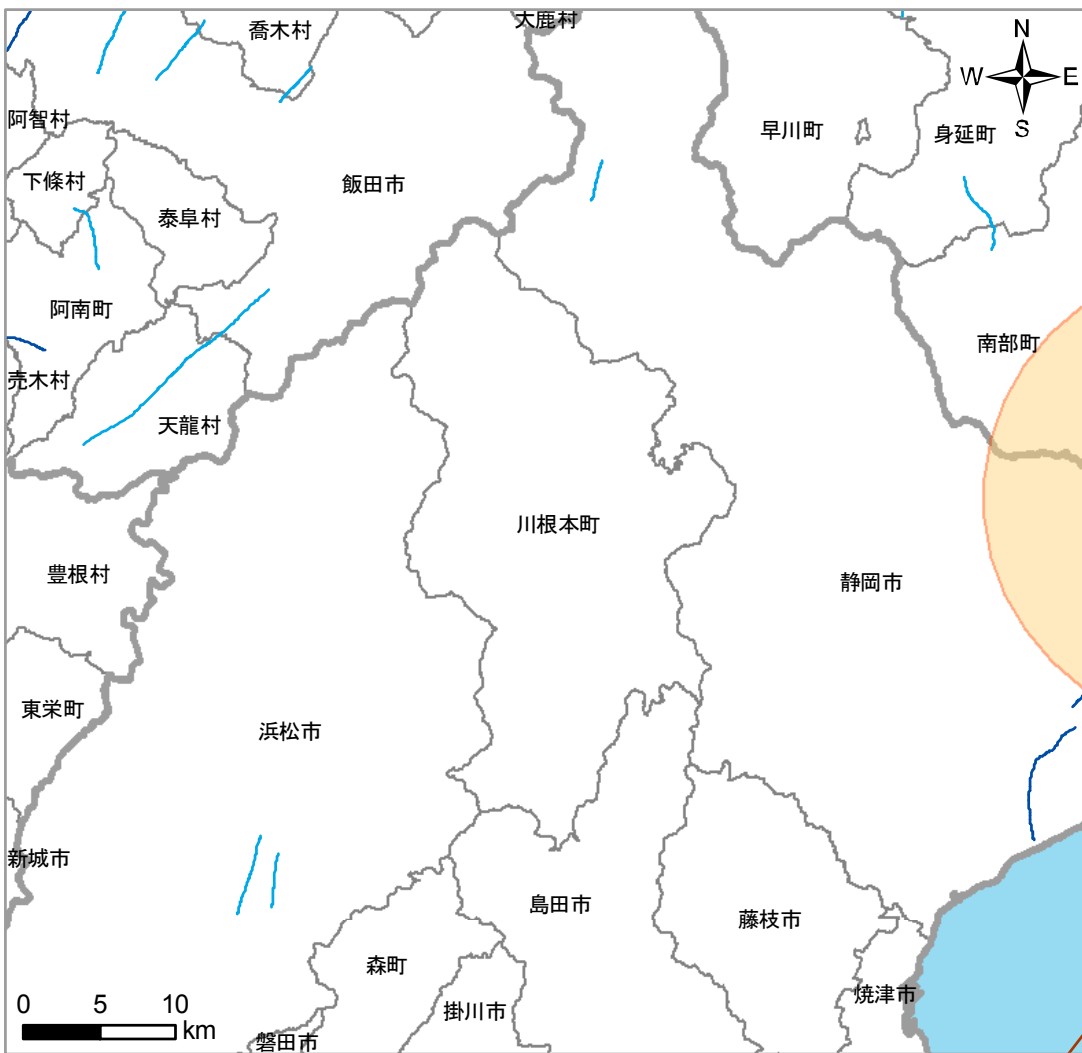 大鹿村
喬木村
N
W
E
S
阿智村
早川町
身延町
下條村
飯田市
泰阜村
阿南町
南部町
売木村
天龍村
川根本町
豊根村
静岡市
東栄町
浜松市
新城市
島田市
藤枝市
森町
焼津市
0 5 10
km
掛川市
磐田市